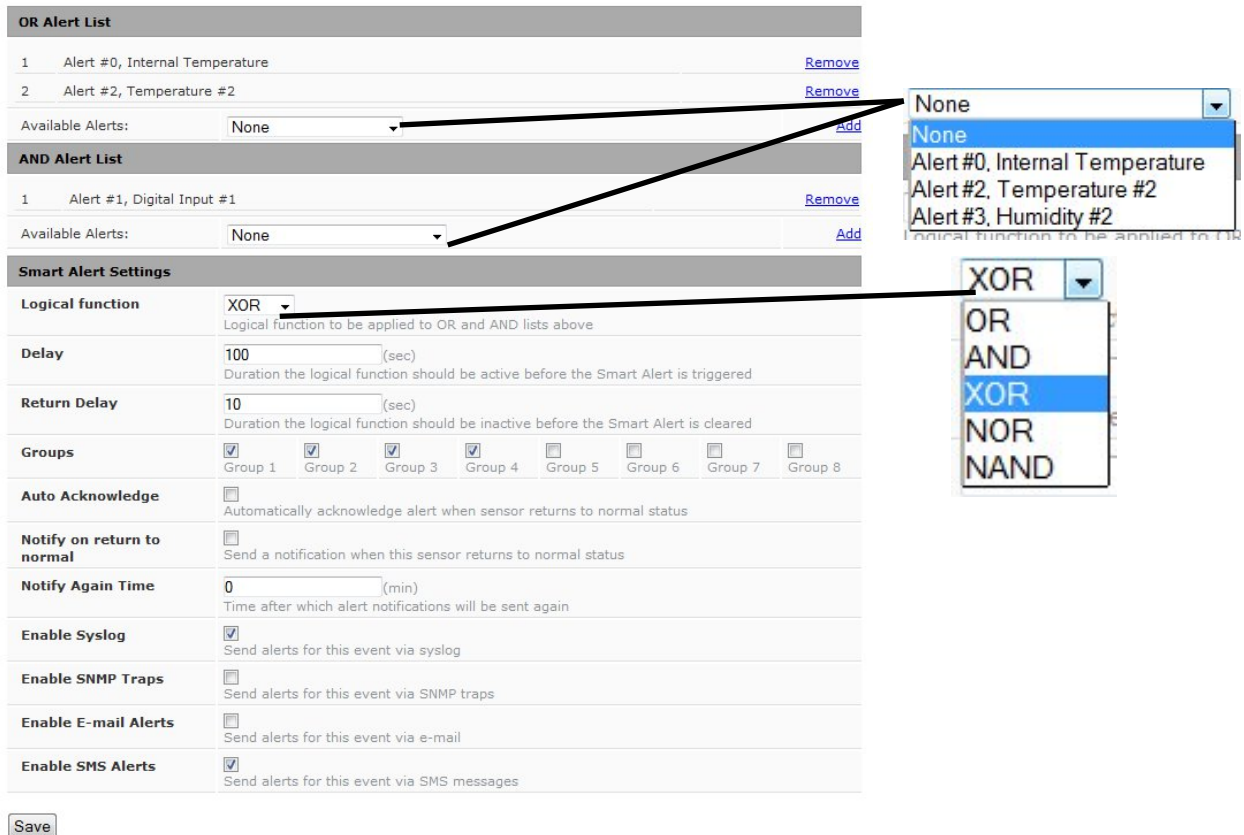 OR Alert List
1 Alert #0, Internal Temperature Remove
2 Alert #2, Temperature #2 Remove
Available Alerts: None Add
AND Alert List
1 Alert #1, Digital Input #1 Remove
Available Alerts: None Add
Smart Alert Settings
Logical function XOR
Logical function to be applied to OR and AND lists above
Delay 100 (sec)
Duration the logical function should be active before the Smart Alert is triggered
Return Delay 10 (sec)
Duration the logical function should be inactive before the Smart Alert is cleared
Groups
Group 1 Group 2 Group 3 Group 4 Group 5 Group 6 Group 7 Group 8
Auto Acknowledge
Automatically acknowledge alert when sensor returns to normal status
Notify on return to
normal
Send a notification when this sensor returns to normal status
Notify Again Time 0 (min)
Time after which alert notifications will be sent again
Enable Syslog
Send alerts for this event via syslog
Enable SNMP Traps
Send alerts for this event via SNMP traps
Enable E-mail Alerts
Send alerts for this event via e-mail
Enable SMS Alerts
Send alerts for this event via SMS messages
Save
None
None
Alert #0, Internal Temperature
Alert #2, Temperature #2
Alert #3, Humidity #2
Logical function to be applied to OR
XOR
OR
AND
XOR
NOR
NAND